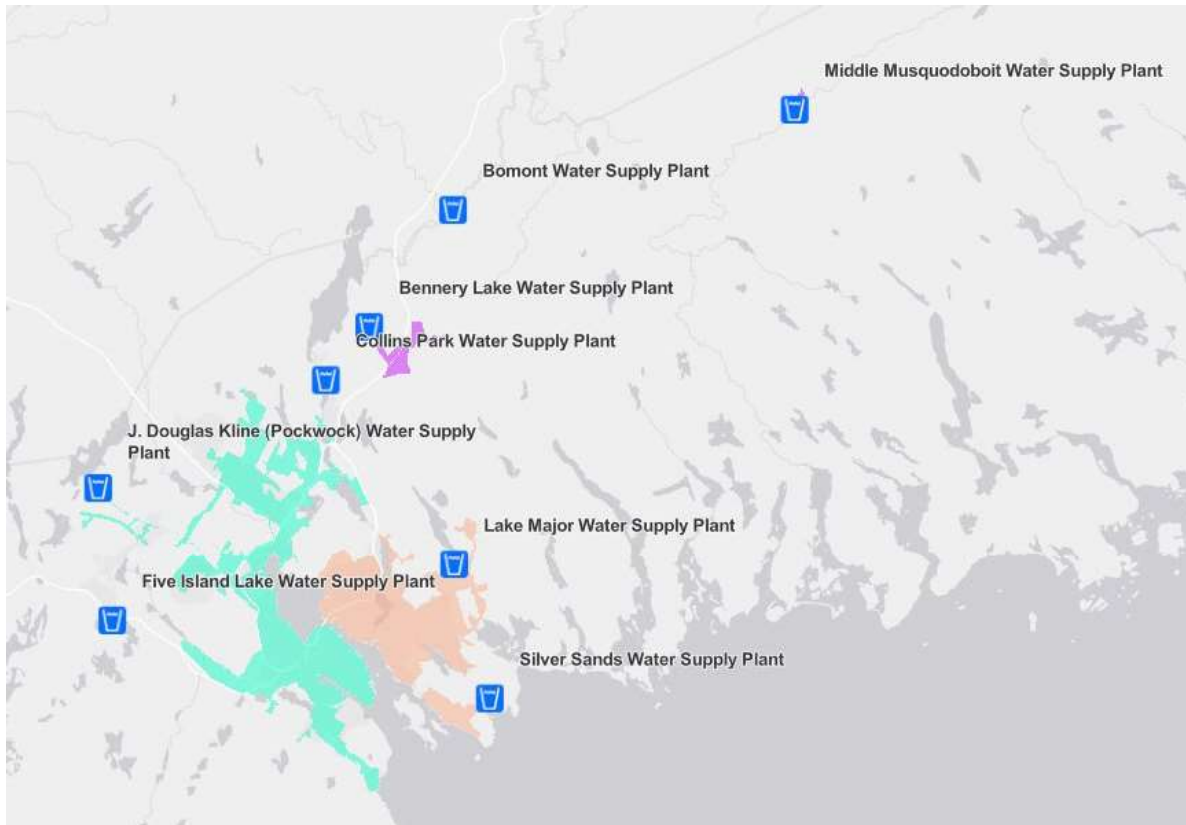 Middle Musquodoboit Water Supply Plant
Bomont Water Supply Plant
Bennery Lake Water Supply Plant
Collins Park Water Supply Plant
J. Douglas Kline (Pockwock) Water Supply
Plant
Lake Major Water Supply Plant
Five Island Lake Water Supply Plant
Silver Sands Water Supply Plant